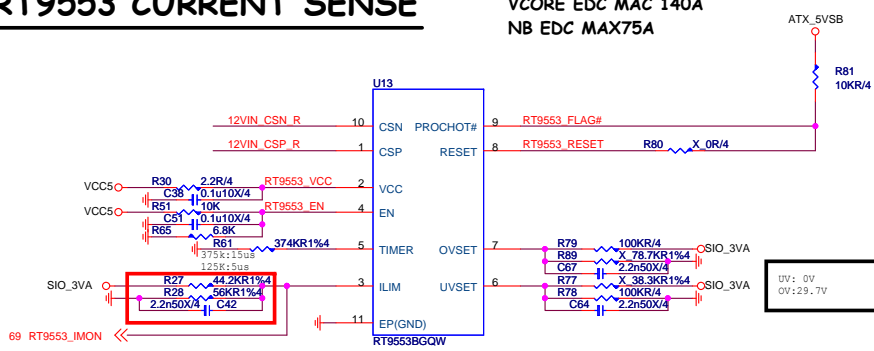 RT9553 CURRENT SENSE
VCORE EDC MAC 140A
NB EDC MAX75A
ATX_5VSB
R81
10KR/4
U13
12VIN_CSN_R
10
CSN
PROCHOT#
9
RT9553_FLAG#
12VIN_CSP_R
1
CSP
RESET
8
RT9553_RESET
R80
X_0R/4
VCC5
R30
2.2R/4
RT9553_VCC
2
VCC
C38
0.1u10X/4
VCC5
R51
10K
RT9553_EN
4
EN
C51
0.1u10X/4
R65
6.8K
R61
374KR1%4
5
TIMER
OVSET
7
R79
100KR/4
SIO_3VA
375k:15us
125K:5us
R89
X_78.7KR1%4
C67
2.2n50X/4
SIO_3VA
R27
44.2KR1%4
3
ILIM
UVSET
6
R77
X_38.3KR1%4
SIO_3VA
R28
56KR1%4
R78
100KR/4
2.2n50X/4
C42
C64
2.2n50X/4
UV: 0V
OV:29.7V
11
EP(GND)
69 RT9553_IMON
RT9553BGQW